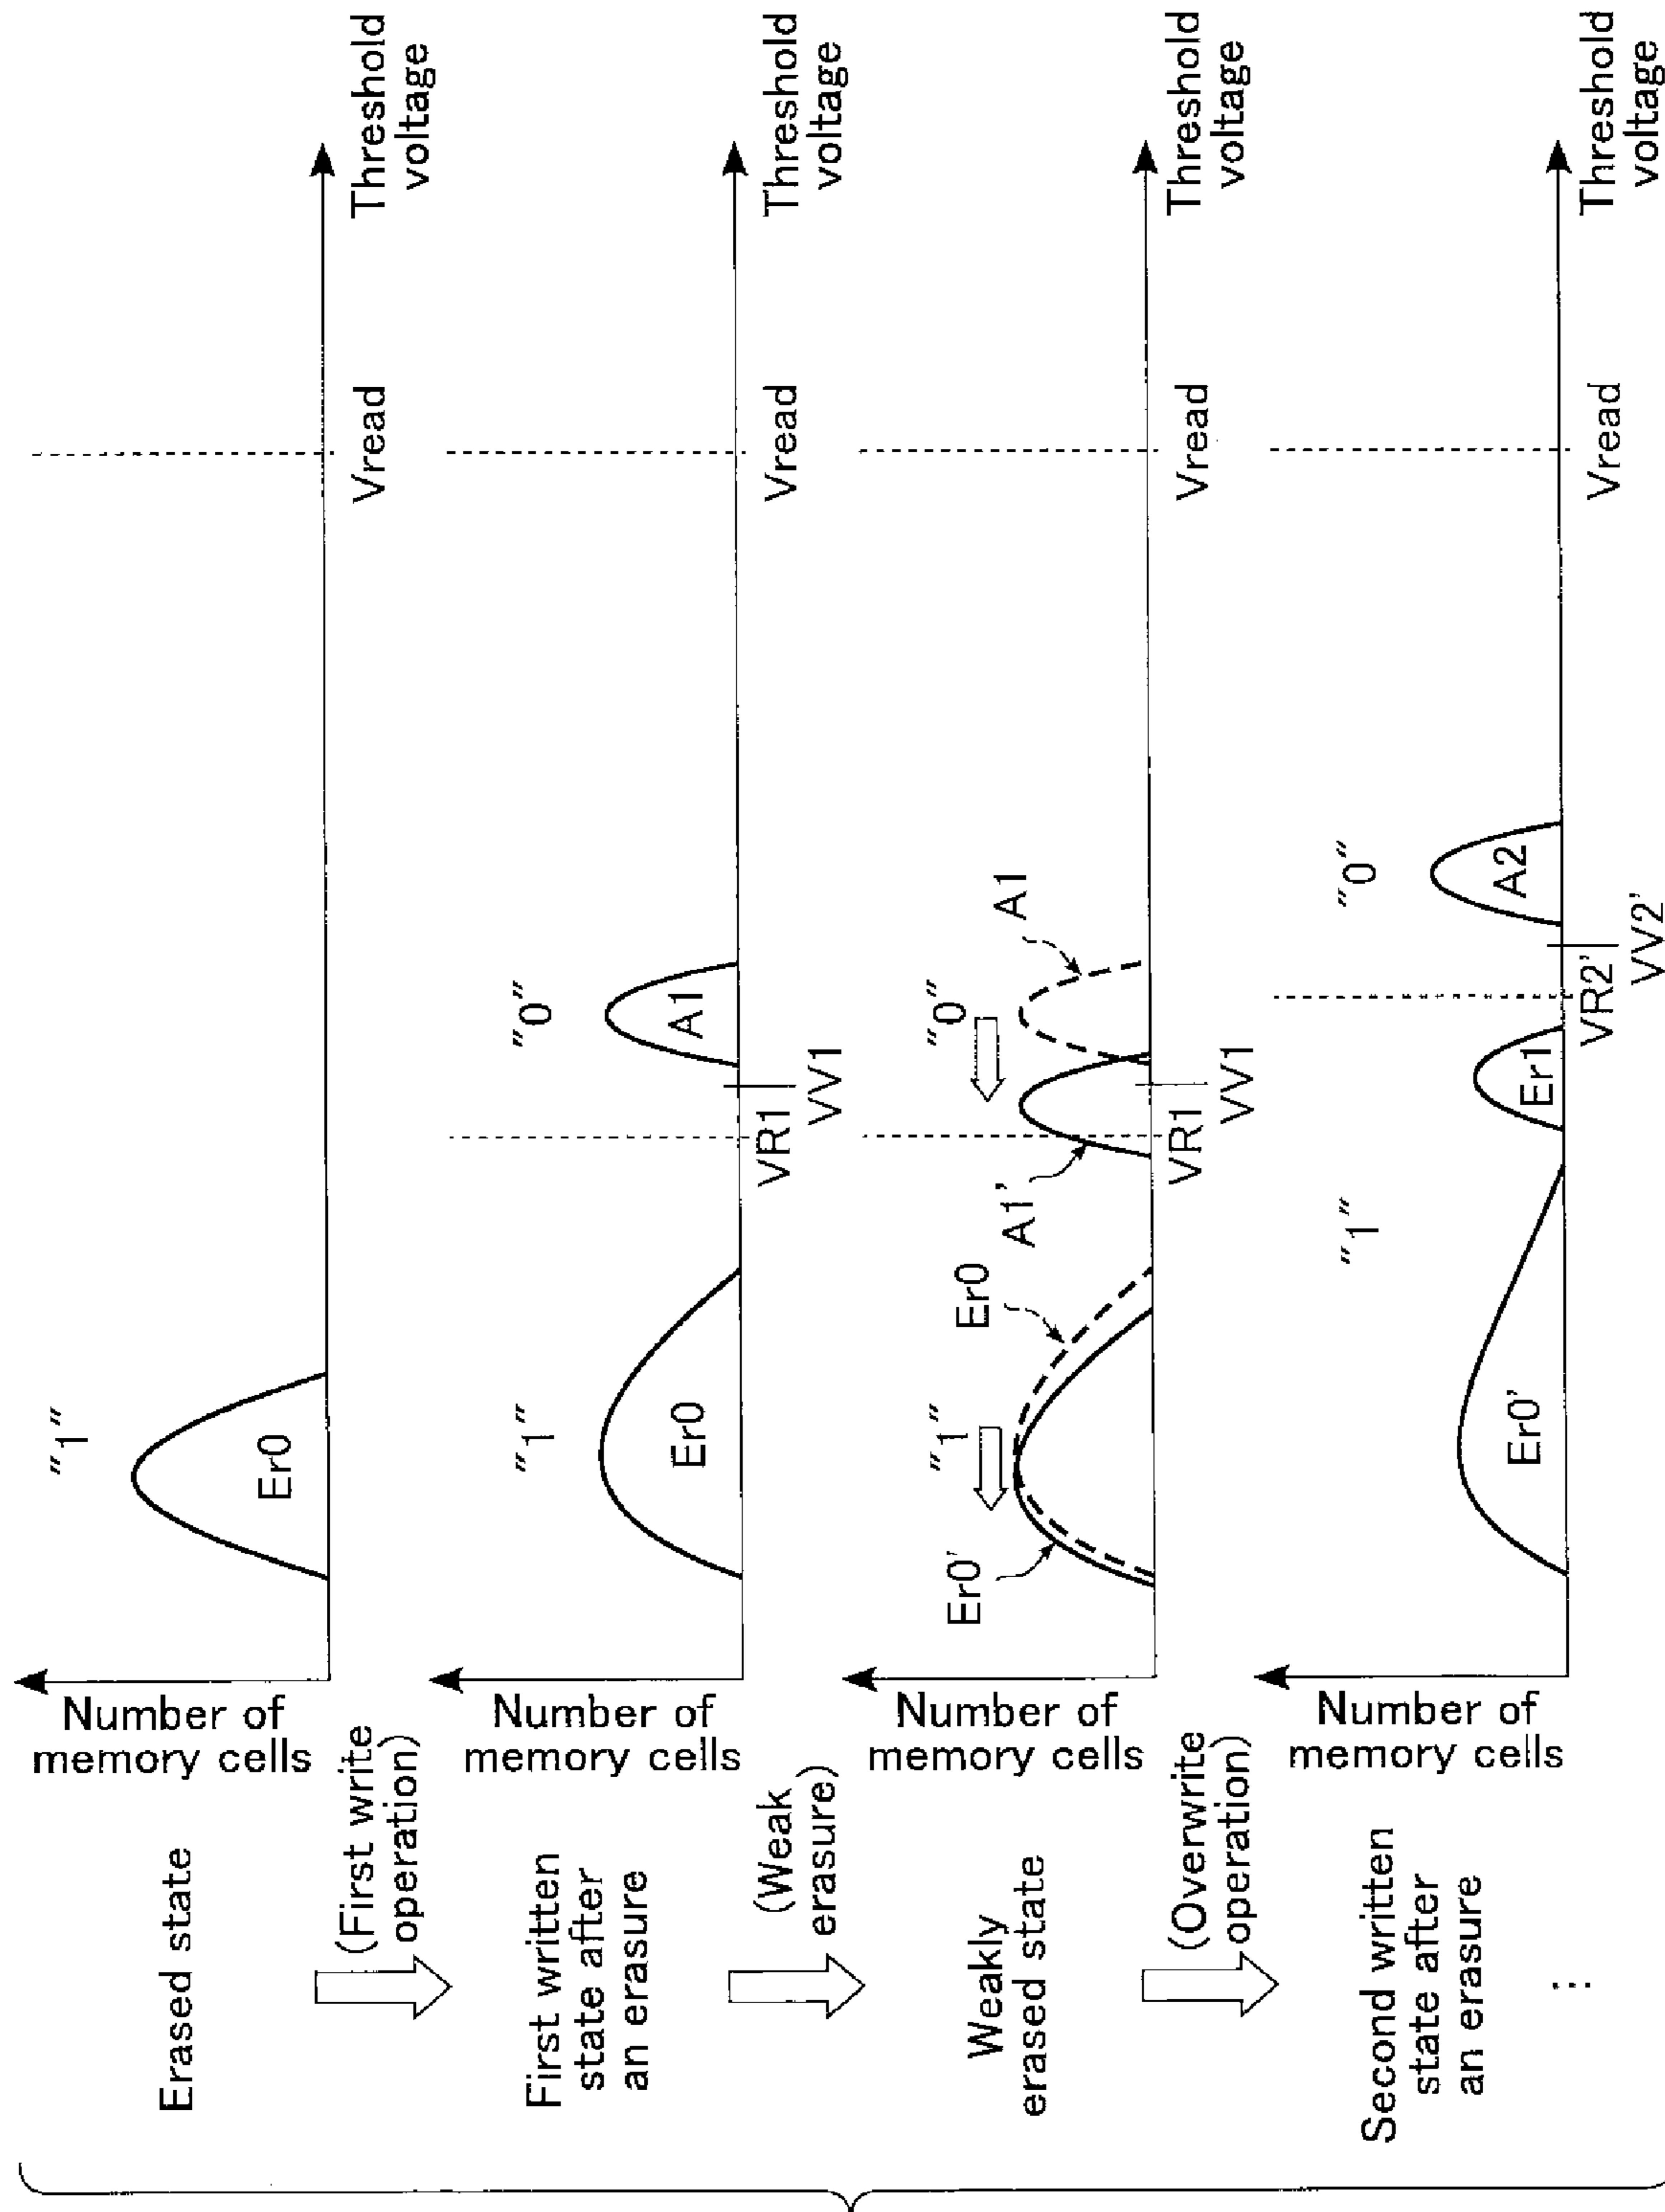 Erased state
Number of
memory cells
"1"
Er0
Vread
Threshold
voltage
(First write
operation)
First written
state after
an erasure
Number of
memory cells
"1"
Er0
"0"
A1
VR1
VV1
Vread
Threshold
voltage
(Weak
erasure)
Weakly
erased state
Number of
memory cells
Er0'
"1"
Er0
A1'
"0"
A1
VR1
VV1
Vread
Threshold
voltage
(Overwrite
operation)
Second written
state after
an erasure
⋮
Number of
memory cells
Er0'
"1"
Er1
"0"
A2
VR2'
VV2'
Vread
Threshold
voltage